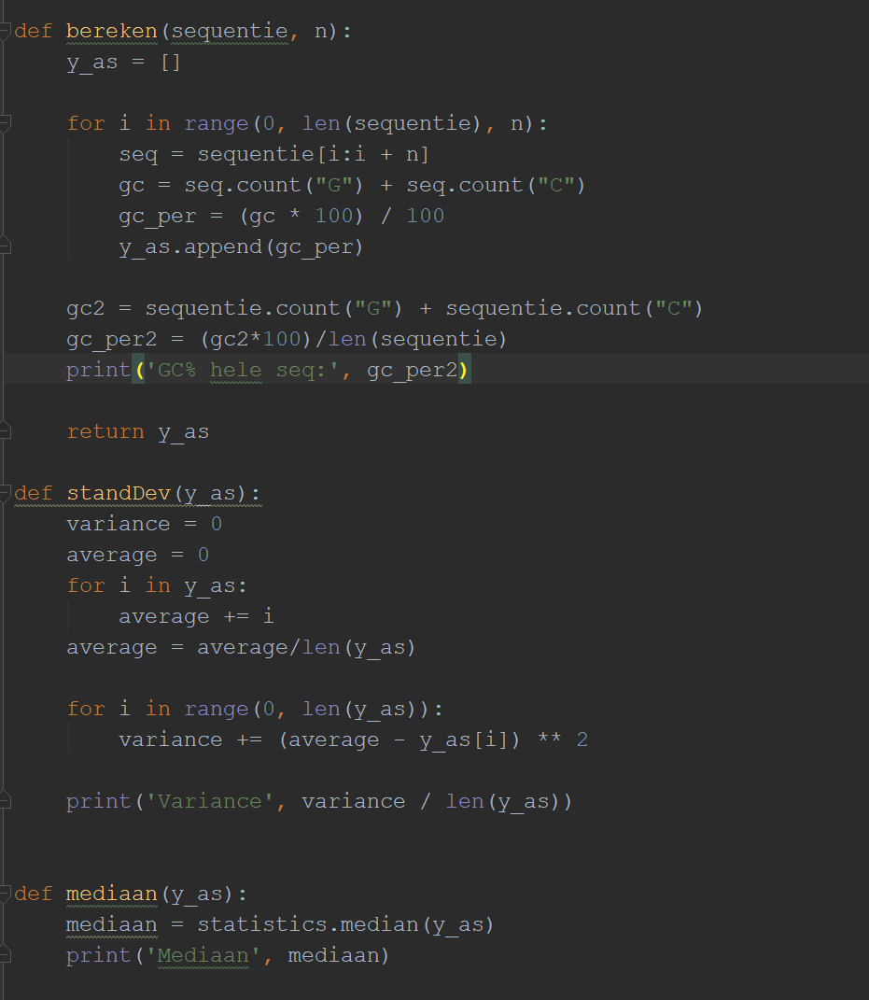 def bereken(sequentie, n):
    y_as = []
    for i in range(0, len(sequentie), n):
        seq = sequentie[i:i + n]
        gc = seq.count("G") + seq.count("C")
        gc_per = (gc * 100) / 100
        y_as.append(gc_per)
    gc2 = sequentie.count("G") + sequentie.count("C")
    gc_per2 = (gc2*100)/len(sequentie)
    print('GC% hele seq:', gc_per2)
    return y_as
def standDev(y_as):
    variance = 0
    average = 0
    for i in y_as:
        average += i
    average = average/len(y_as)
    for i in range(0, len(y_as)):
        variance += (average - y_as[i]) ** 2
    print('Variance', variance / len(y_as))
def mediaan(y_as):
    mediaan = statistics.median(y_as)
    print('Mediaan', mediaan)